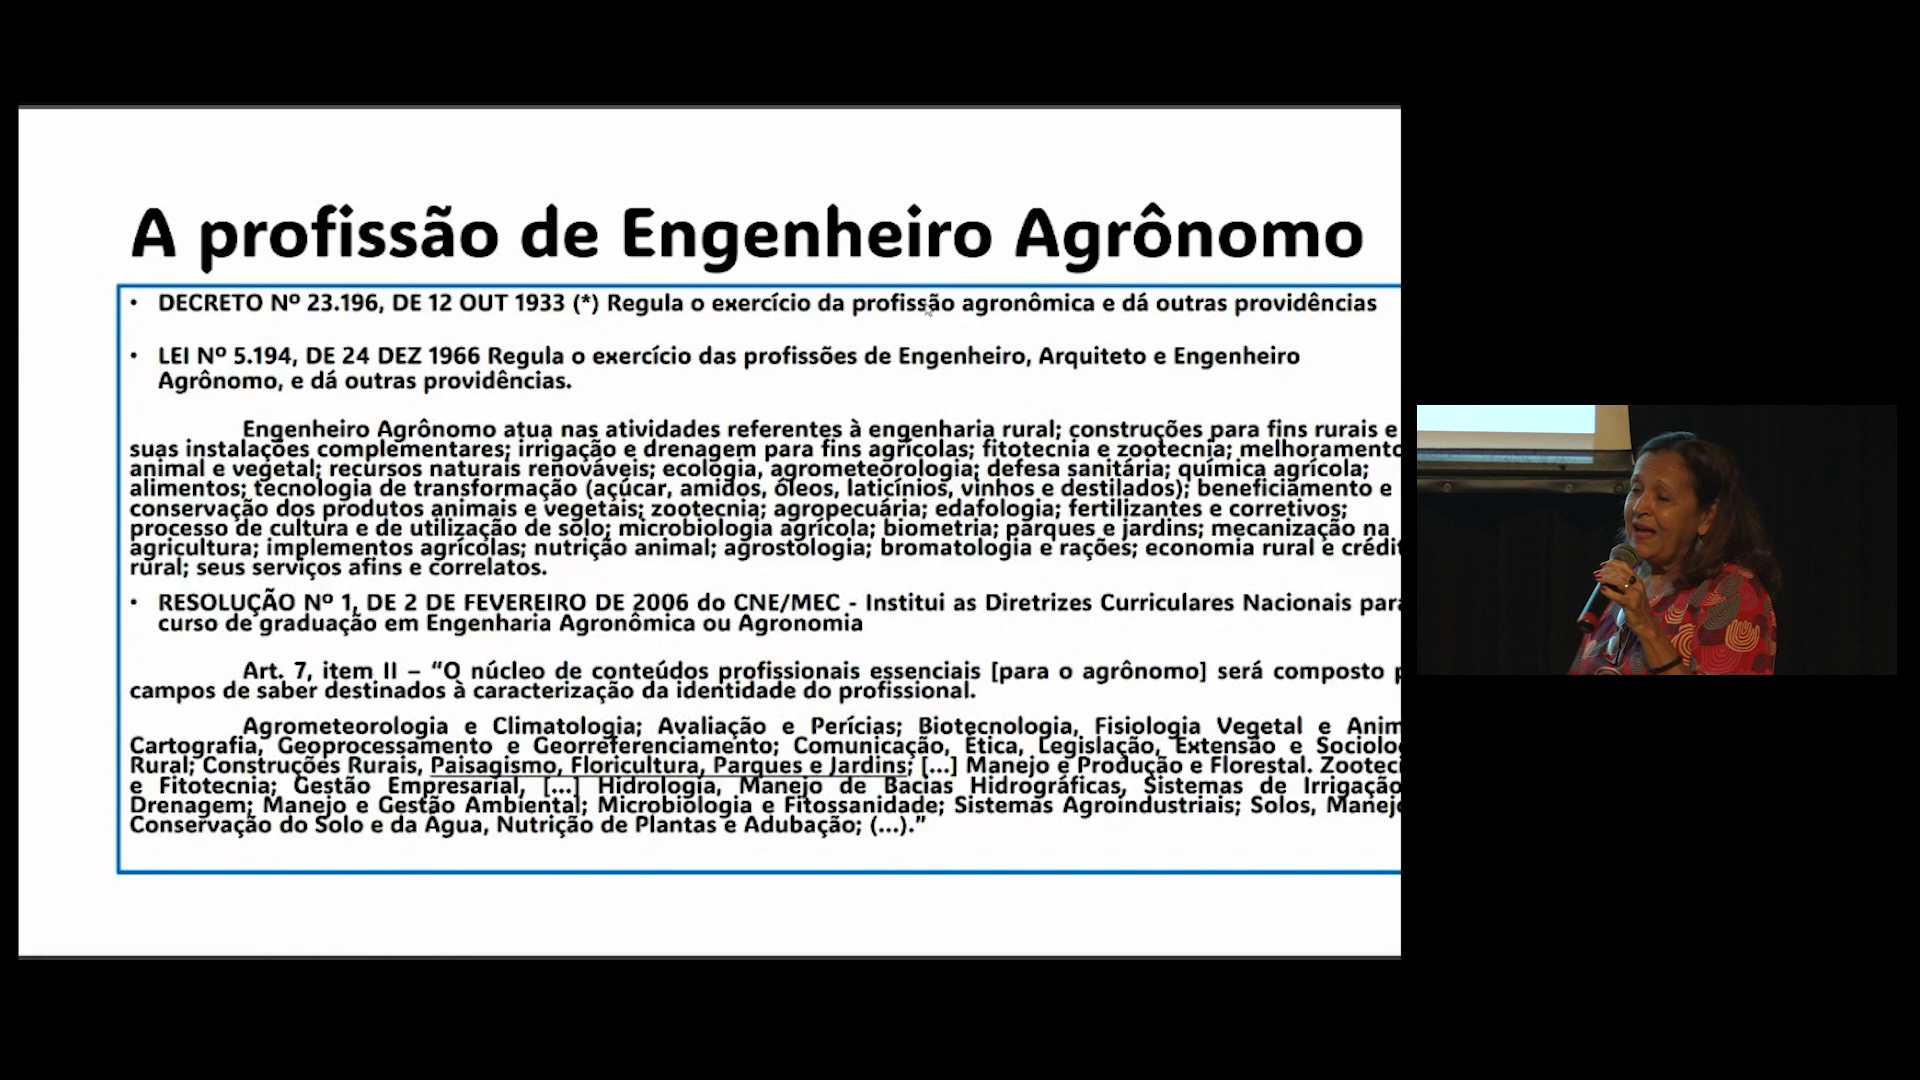 A profissão de Engenheiro Agrônomo
• DECRETO Nº 23.196, DE 12 OUT 1933 (*) Regula o exercício da profissão agronômica e dá outras providências
• LEI Nº 5.194, DE 24 DEZ 1966 Regula o exercício das profissões de Engenheiro, Arquiteto e Engenheiro
Agrônomo, e dá outras providências.
Engenheiro Agrônomo atua nas atividades referentes à engenharia rural; construções para fins rurais e
suas instalações complementares; irrigação e drenagem para fins agrícolas; fitotecnia e zootecnia; melhoramento
animal e vegetal; recursos naturais renováveis; ecologia, agrometeorologia; defesa sanitária; química agrícola;
alimentos; tecnologia de transformação (açúcar, amidos, óleos, laticínios, vinhos e destilados); beneficiamento e
conservação dos produtos animais e vegetais; zootecnia; agropecuária; edafologia; fertilizantes e corretivos;
processo de cultura e de utilização de solo; microbiologia agrícola; biometria; parques e jardins; mecanização na
agricultura; implementos agrícolas; nutrição animal; agrostologia; bromatologia e rações; economia rural e crédit
rural; seus serviços afins e correlatos.
• RESOLUÇÃO Nº 1, DE 2 DE FEVEREIRO DE 2006 do CNE/MEC - Institui as Diretrizes Curriculares Nacionais para
curso de graduação em Engenharia Agronômica ou Agronomia
Art. 7, item II – “O núcleo de conteúdos profissionais essenciais [para o agrônomo] será composto p
campos de saber destinados à caracterização da identidade do profissional.
Agrometeorologia e Climatologia; Avaliação e Perícias; Biotecnologia, Fisiologia Vegetal e Anim
Cartografia, Geoprocessamento e Georreferenciamento; Comunicação, Ética, Legislação, Extensão e Sociolog
Rural; Construções Rurais, Paisagismo, Floricultura, Parques e Jardins; [...] Manejo e Produção e Florestal. Zooteci
e Fitotecnia; Gestão Empresarial, [...] Hidrologia, Manejo de Bacias Hidrográficas, Sistemas de Irrigação
Drenagem; Manejo e Gestão Ambiental; Microbiologia e Fitossanidade; Sistemas Agroindustriais; Solos, Manejo
Conservação do Solo e da Água, Nutrição de Plantas e Adubação; (...).”